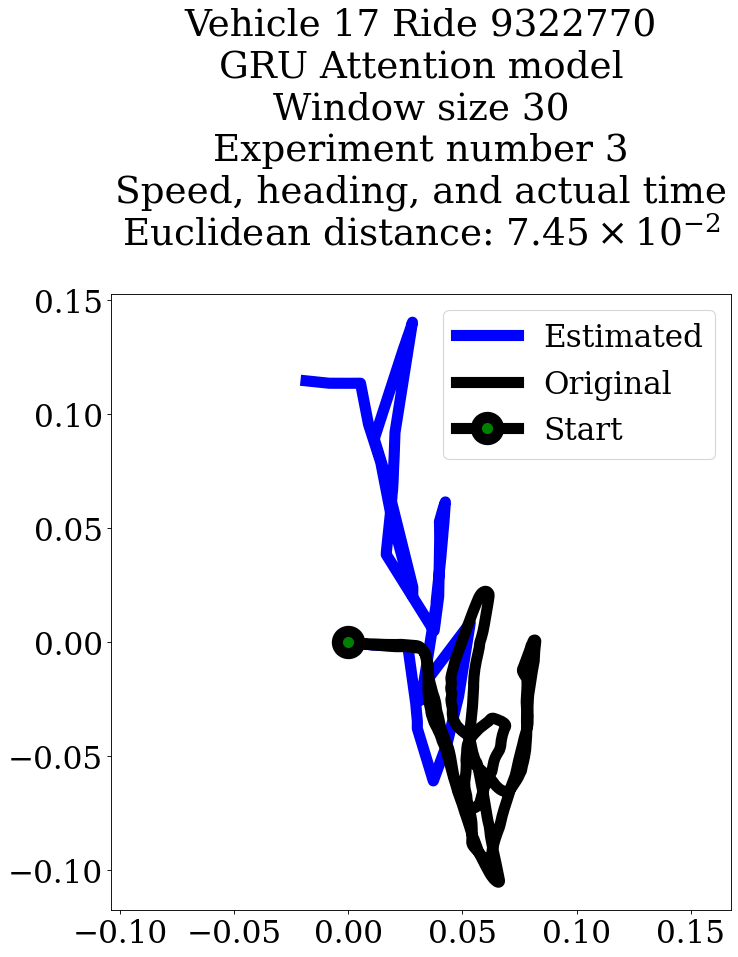 Vehicle 17 Ride 9322770
GRU Attention model
Window size 30
Experiment number 3
Speed, heading, and actual time
Euclidean distance: 7.45 × 10⁻²
Estimated
Original
Start
0.15
0.10
0.05
0.00
−0.05
−0.10
−0.10 −0.05 0.00 0.05 0.10 0.15